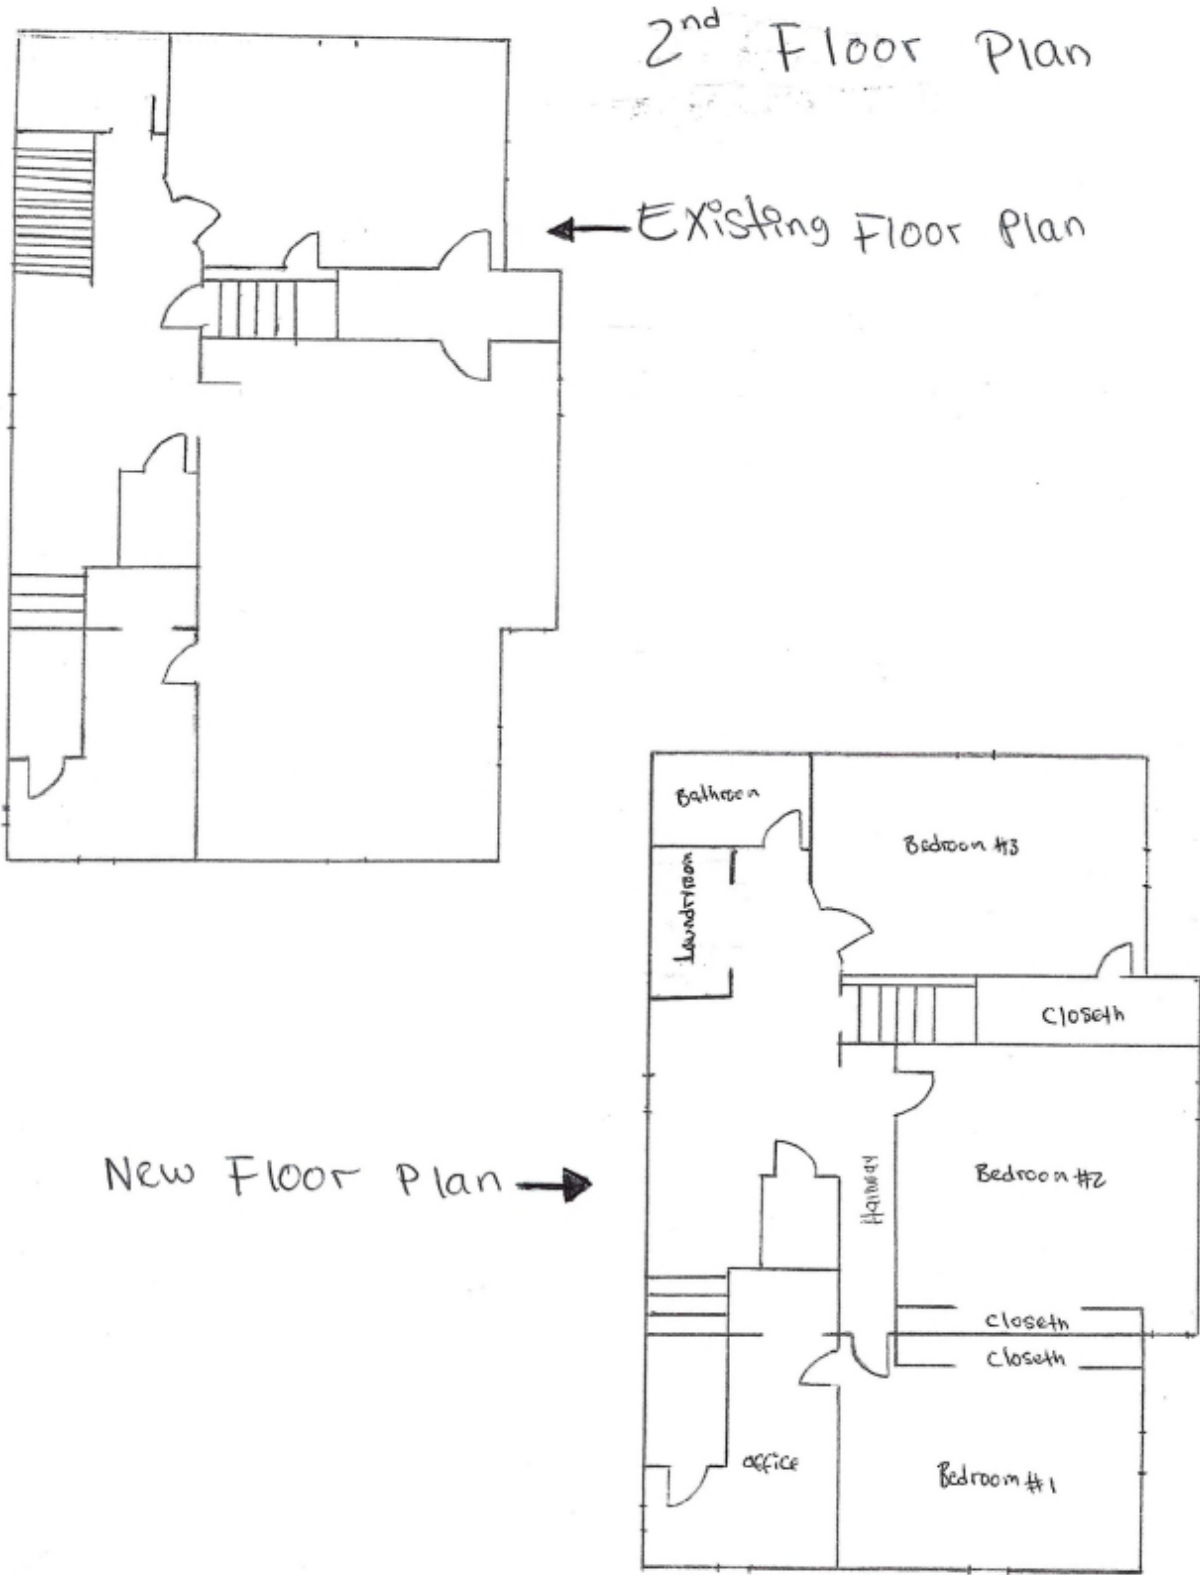 2nd Floor Plan
Existing Floor Plan
New Floor Plan
Bathroom
Bedroom #3
Laundryroom
Closeth
Hallway
Bedroom #2
Closeth
Closeth
Office
Bedroom #1